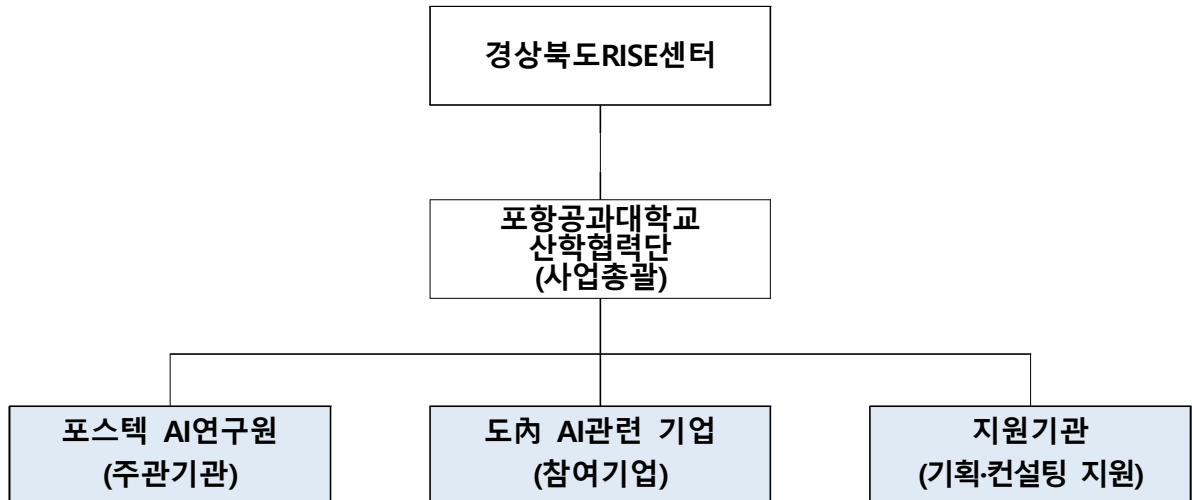 경상북도RISE센터
포항공과대학교
산학협력단
(사업총괄)
포스텍 AI연구원
(주관기관)
도內 AI관련 기업
(참여기업)
지원기관
(기획·컨설팅 지원)